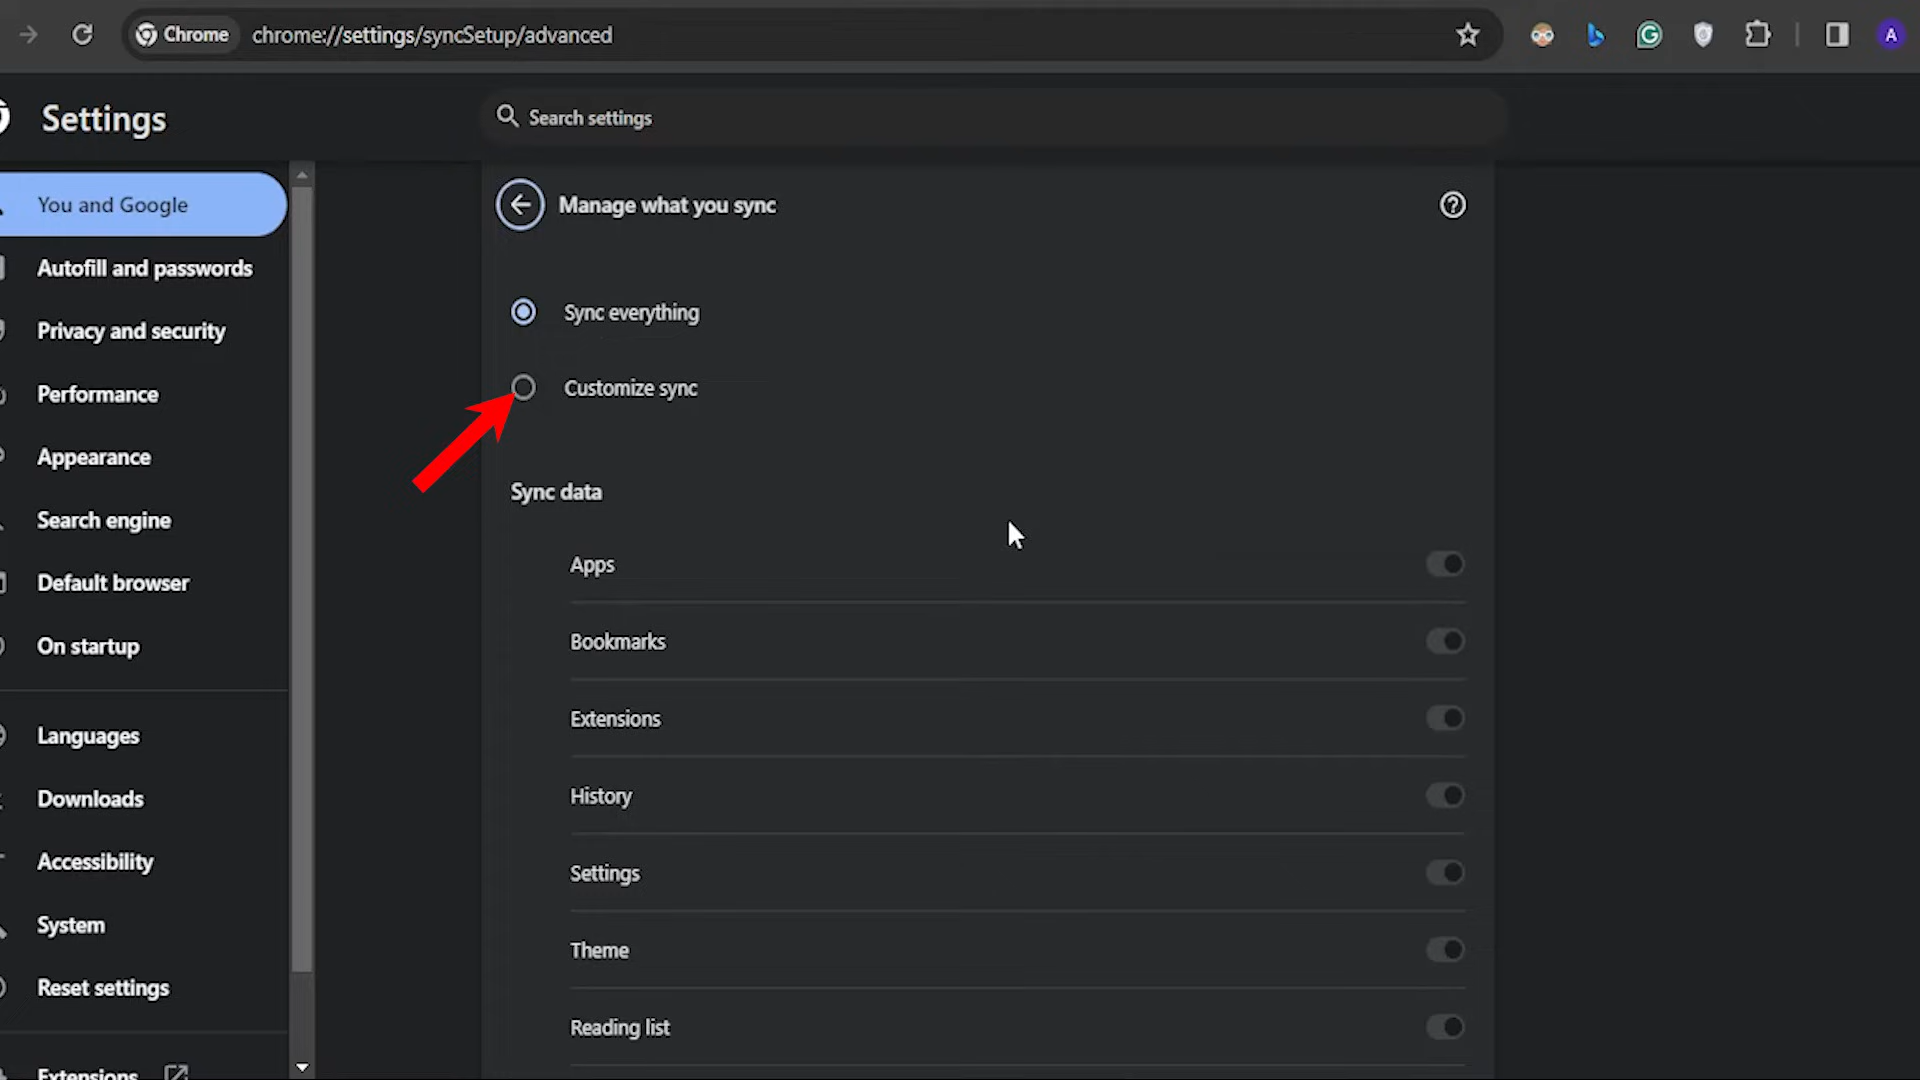 Chrome
chrome://settings/syncSetup/advanced
A
Settings
Search settings
You and Google
Autofill and passwords
Privacy and security
Performance
Appearance
Search engine
Default browser
On startup
Languages
Downloads
Accessibility
System
Reset settings
Extensions
Manage what you sync
Sync everything
Customize sync
Sync data
Apps
Bookmarks
Extensions
History
Settings
Theme
Reading list